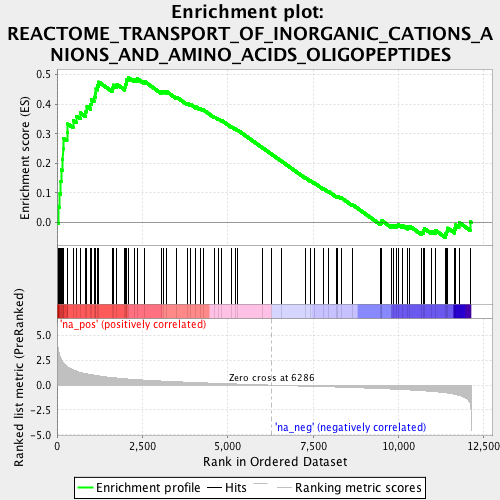 Enrichment plot:
REACTOME_TRANSPORT_OF_INORGANIC_CATIONS_A
NIONS_AND_AMINO_ACIDS_OLIGOPEPTIDES
Enrichment score (ES)
0.5
0.4
0.3
0.2
0.1
0.0
'na_pos' (positively correlated)
Ranked list metric (PreRanked)
5.0
2.5
0.0
-2.5
-5.0
Zero cross at 6286
'na_neg' (negatively correlated)
0
2,500
5,000
7,500
10,000
12,500
Rank in Ordered Dataset
Enrichment profile
Hits
Ranking metric scores